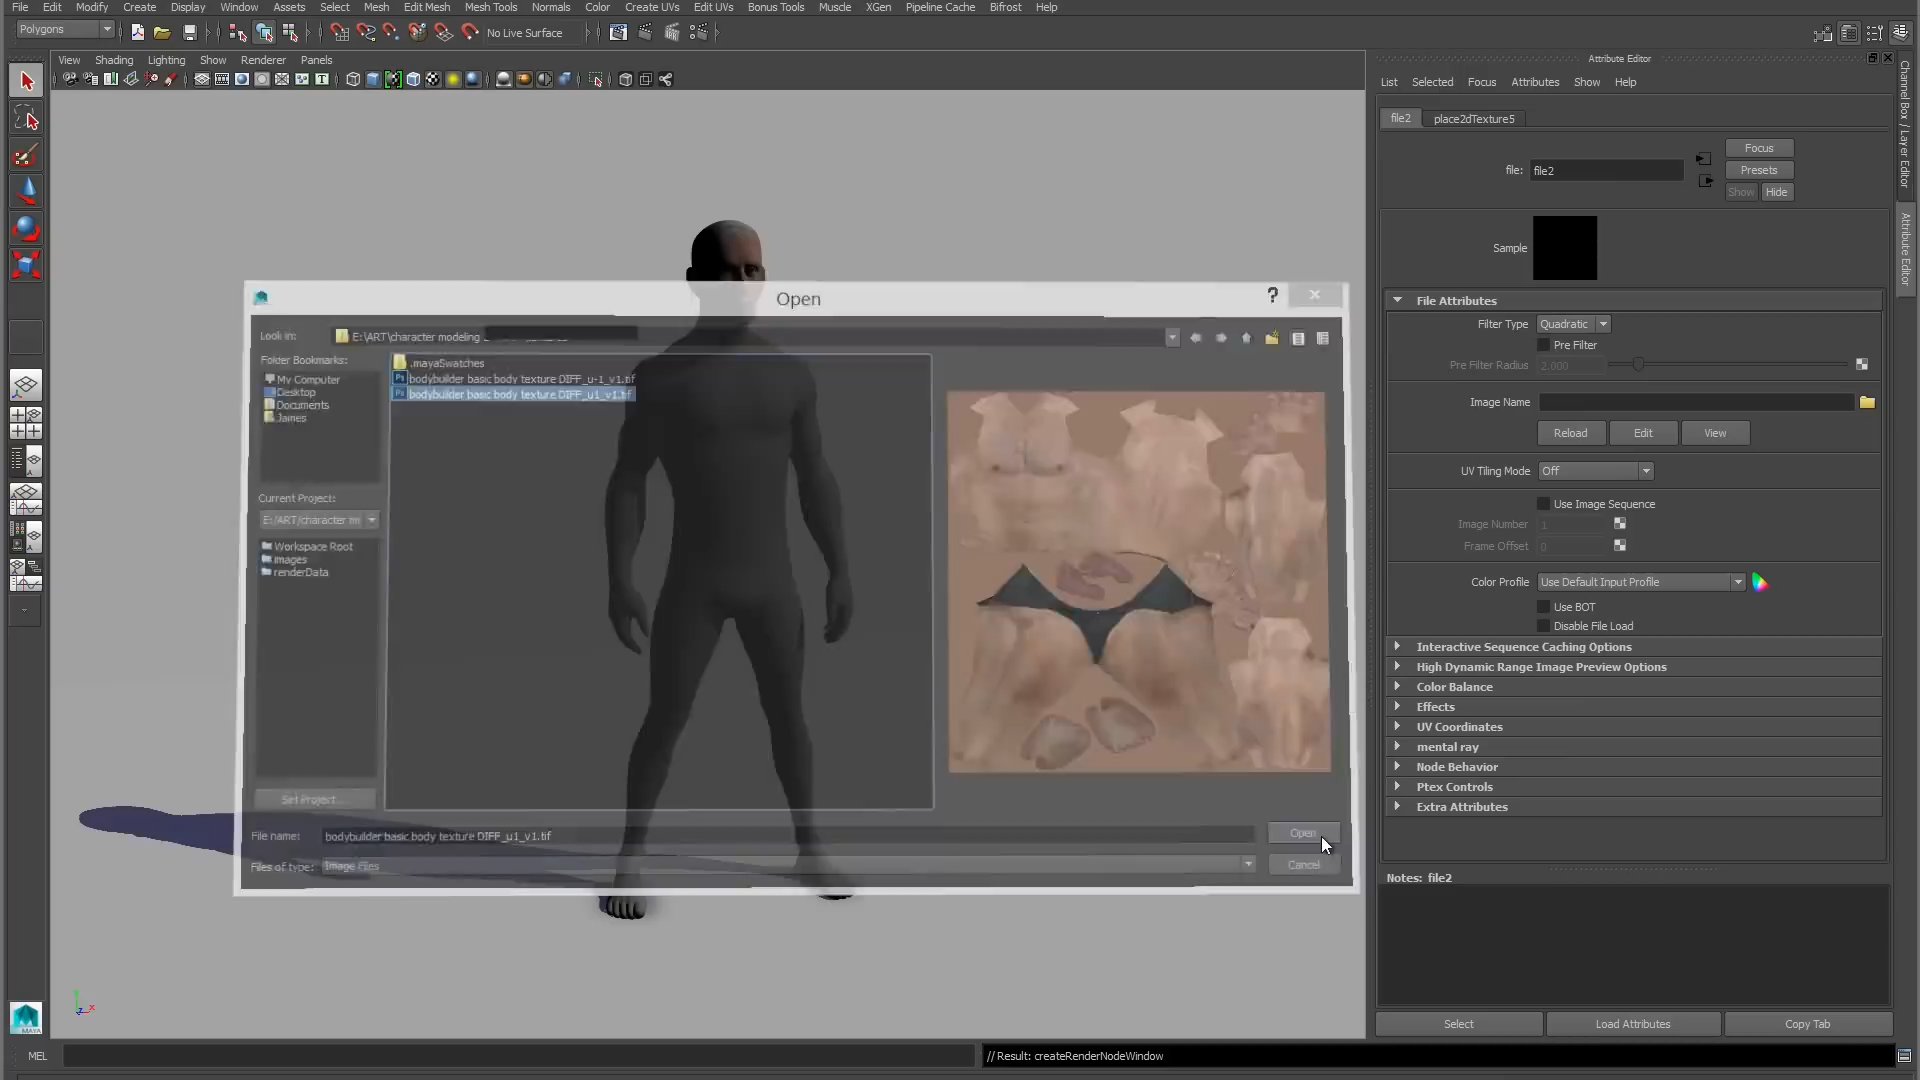 File Edit Modify Create Display Window Assets Select Mesh Edit Mesh Mesh Tools Normals Color Create UVs Edit UVs Bonus Tools Muscle XGen Pipeline Cache Bifrost Help
Polygons No Live Surface
View Shading Lighting Show Renderer Panels
Attribute Editor
List Selected Focus Attributes Show Help
file2 place2dTexture5
file: file2
Focus
Presets
Show Hide
Sample
File Attributes
Filter Type Quadratic
Pre Filter
Pre Filter Radius 2.000
Image Name
Reload Edit View
UV Tiling Mode Off
Use Image Sequence
Image Number 1
Frame Offset 0
Color Profile Use Default Input Profile
Use BOT
Disable File Load
Interactive Sequence Caching Options
High Dynamic Range Image Preview Options
Color Balance
Effects
UV Coordinates
mental ray
Node Behavior
Ptex Controls
Extra Attributes
Notes: file2
Select Load Attributes Copy Tab
Channel Box / Layer Editor
Attribute Editor
Open
?
Look in: E:\ART\character modeling
Folder Bookmarks:
My Computer
Desktop
Documents
James
.mayaSwatches
bodybuilder basic body texture DIFF_u-1_v1.tif
bodybuilder basic body texture DIFF_u1_v1.tif
Current Project:
E:/ART/character m
Workspace Root
images
renderData
Set Project...
File name: bodybuilder basic body texture DIFF_u1_v1.tif
Open
Files of type: Image Files
Cancel
MAYA
MEL
// Result: createRenderNodeWindow